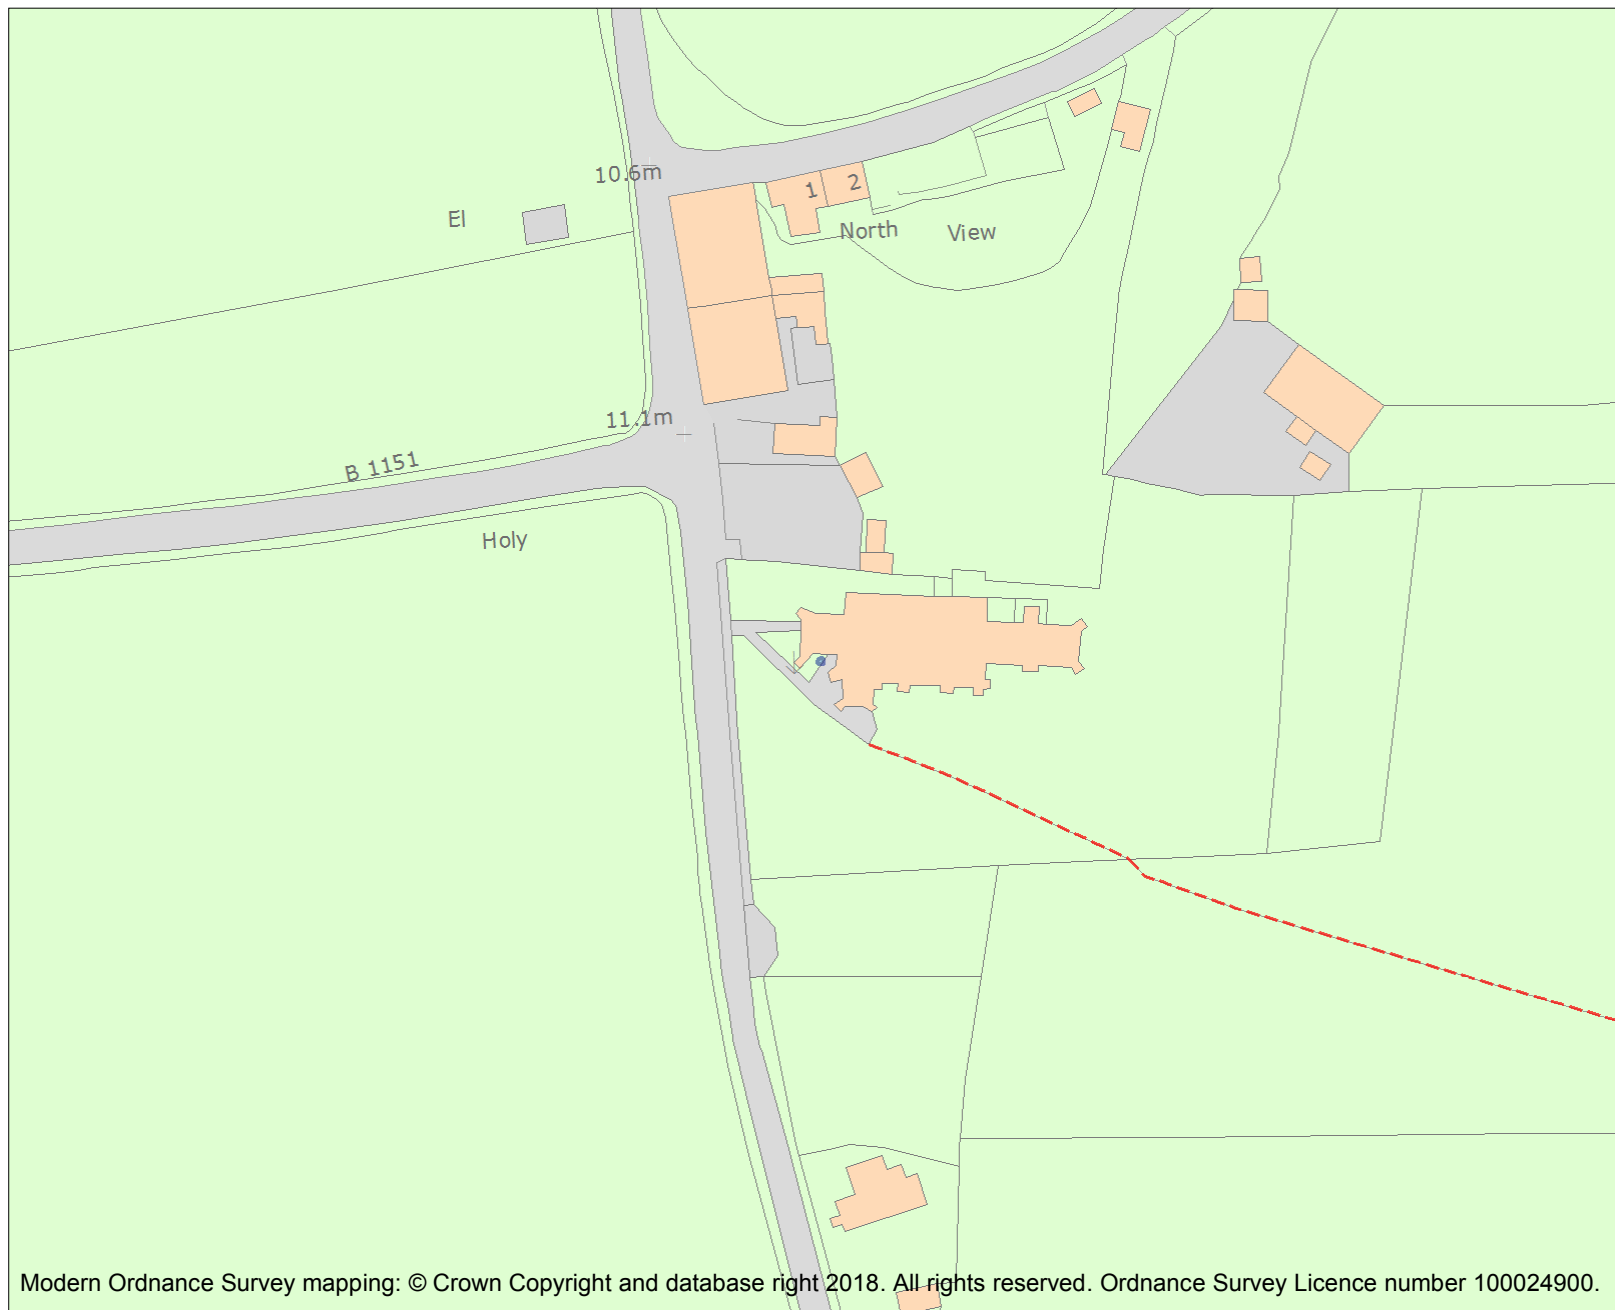 10.6m
El
1
2
North View
11.1m
B 1151
Holy
Modern Ordnance Survey mapping: © Crown Copyright and database right 2018. All rights reserved. Ordnance Survey Licence number 100024900.